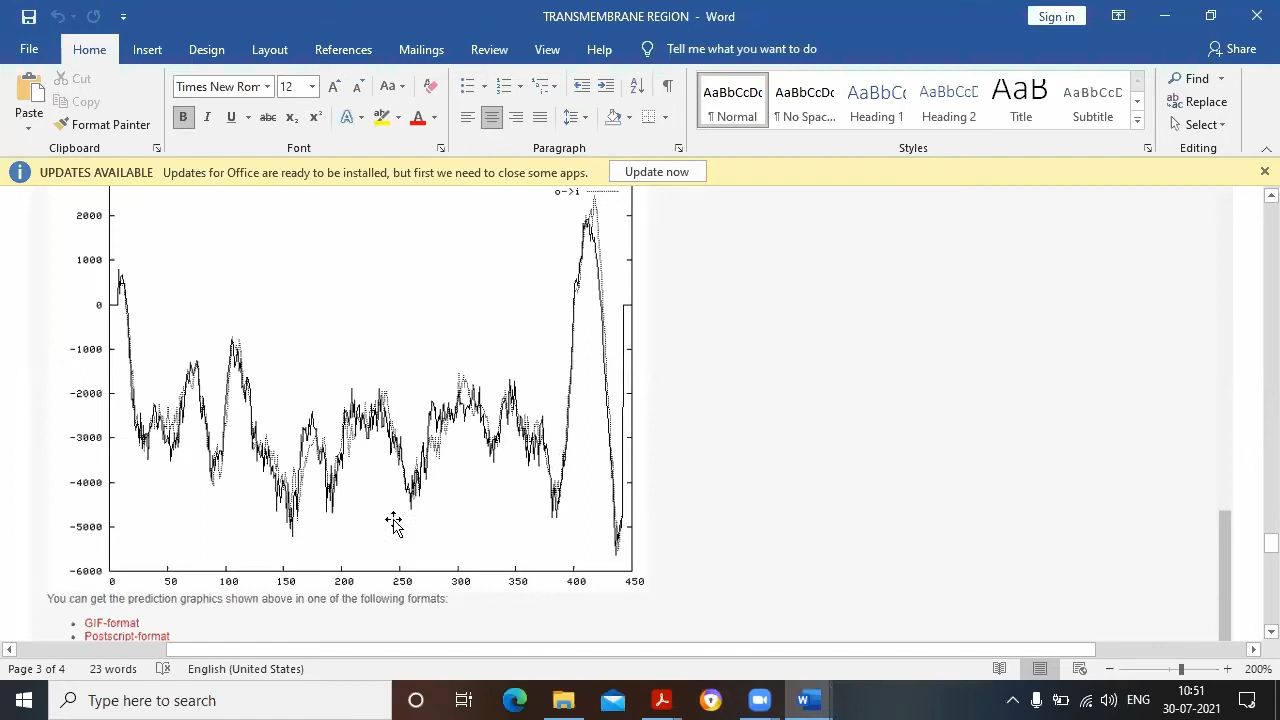 TRANSMEMBRANE REGION - Word
Sign in
File Home Insert Design Layout References Mailings Review View Help Tell me what you want to do Share
Paste
Cut
Copy
Format Painter
Clipboard
Times New Ror 12
Aa
B I U abc X₂ X² A A
Font
Paragraph
AaBbCcDc AaBbCcDc AaBbCc AaBbCcD AaB AaBbCcD
¶ Normal ¶ No Spac... Heading 1 Heading 2 Title Subtitle
Styles
Find
Replace
Select
Editing
UPDATES AVAILABLE Updates for Office are ready to be installed, but first we need to close some apps. Update now
o->i
2000
1000
0
-1000
-2000
-3000
-4000
-5000
-6000
0 50 100 150 200 250 300 350 400 450
You can get the prediction graphics shown above in one of the following formats:
• GIF-format
• Postscript-format
Page 3 of 4 23 words English (United States) 200%
Type here to search
ENG
10:51
30-07-2021